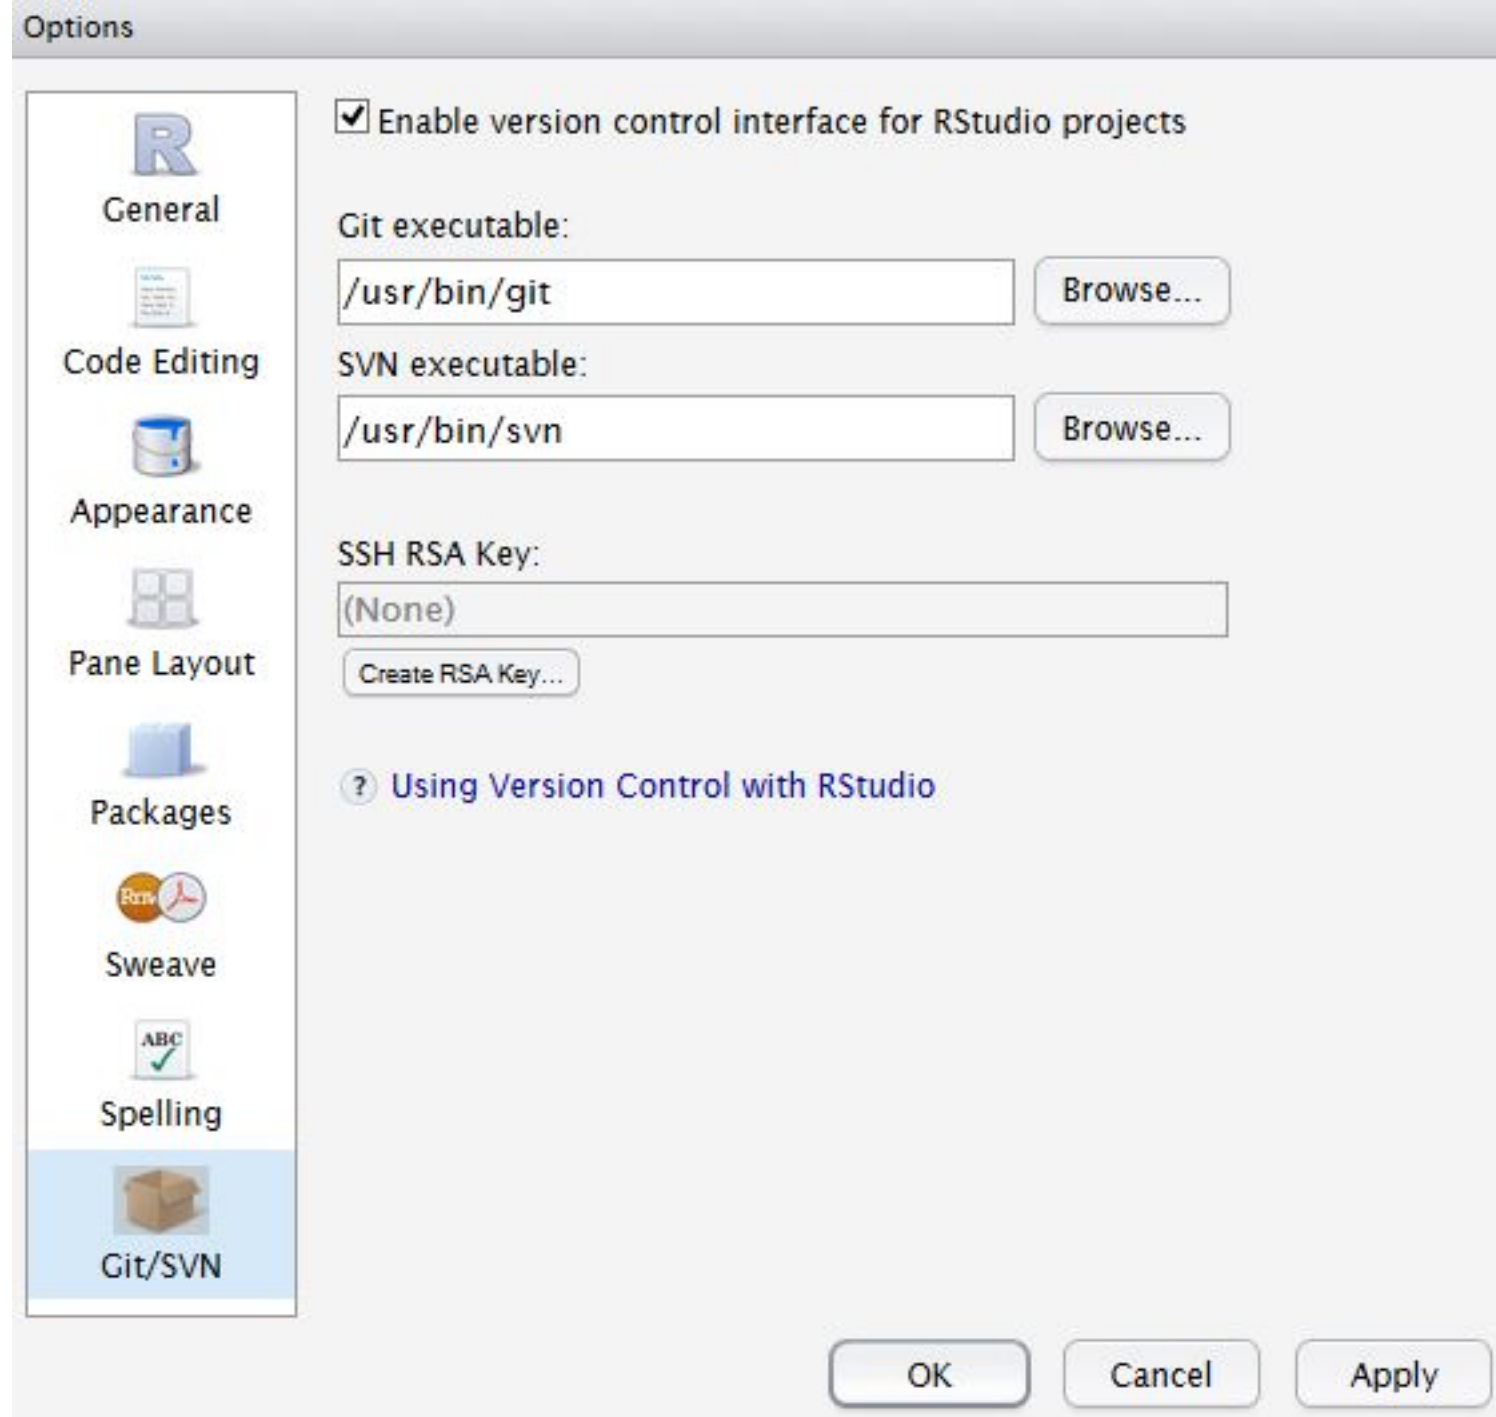 Options
General
Code Editing
Appearance
Pane Layout
Packages
Sweave
ABC
Spelling
Git/SVN
Enable version control interface for RStudio projects
Git executable:
/usr/bin/git
Browse...
SVN executable:
/usr/bin/svn
Browse...
SSH RSA Key:
(None)
Create RSA Key...
? Using Version Control with RStudio
OK
Cancel
Apply